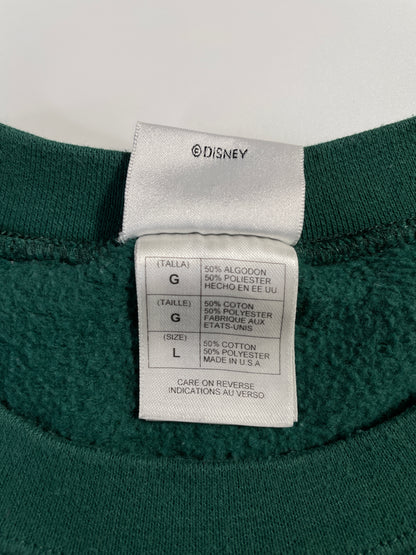 ©DISNEY
(TALLA)
G
50% ALGODON
50% POLIESTER
HECHO EN EE UU
(TAILLE)
G
50% COTON
50% POLYESTER
FABRIQUE AUX
ETATS-UNIS
(SIZE)
L
50% COTTON
50% POLYESTER
MADE IN U.S.A
CARE ON REVERSE
INDICATIONS AU VERSO